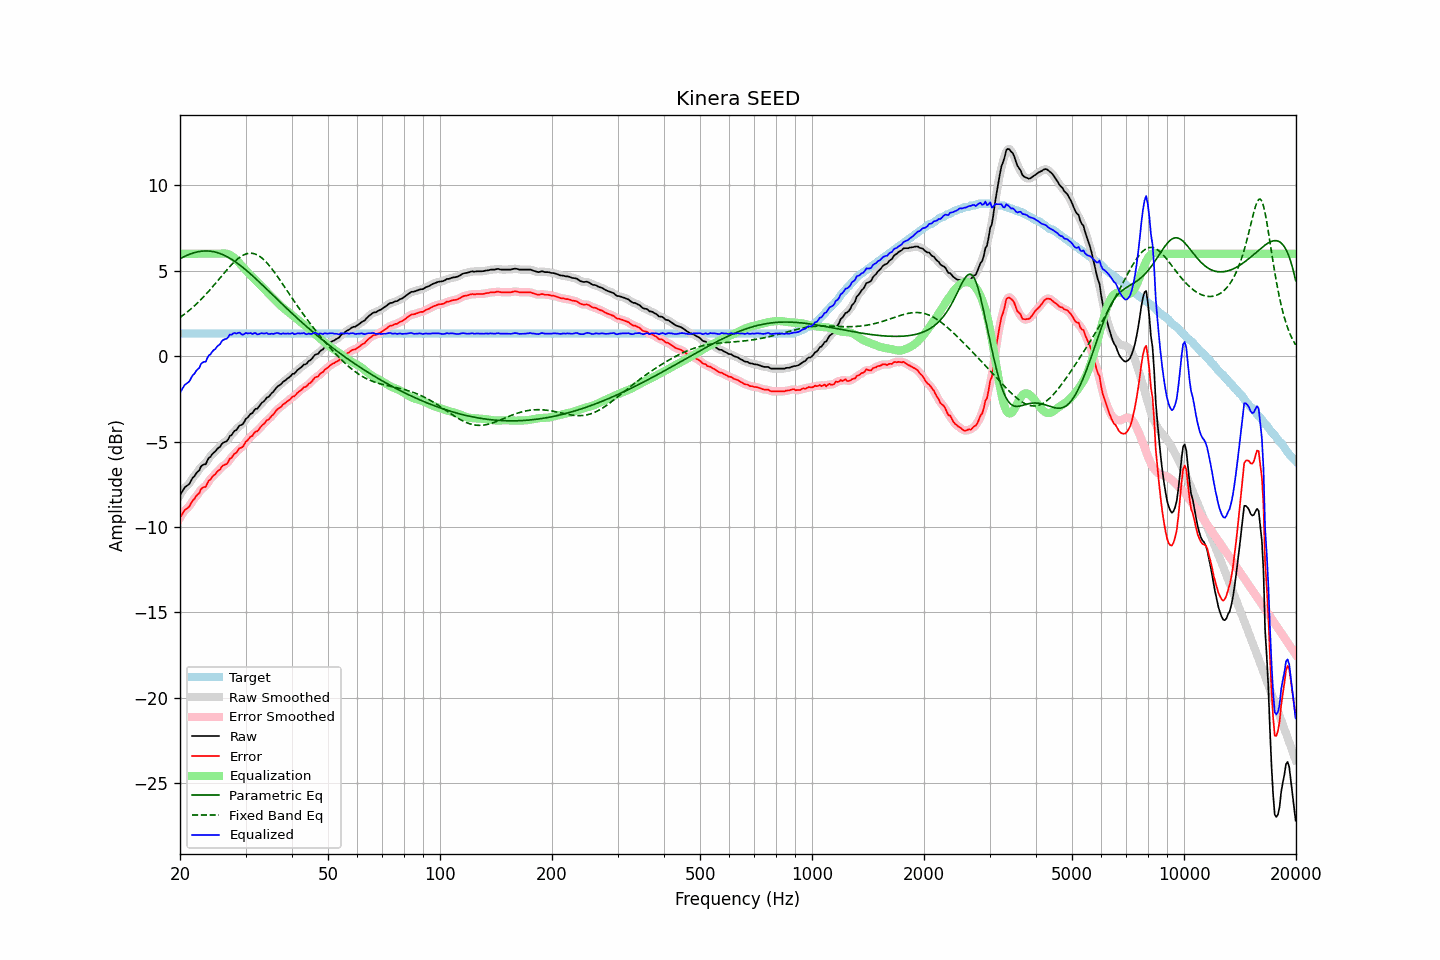 Kinera SEED
Amplitude (dBr)
10
5
0
−5
−10
−15
−20
−25
Target
Raw Smoothed
Error Smoothed
Raw
Error
Equalization
Parametric Eq
Fixed Band Eq
Equalized
20 50 100 200 500 1000 2000 5000 10000 20000
Frequency (Hz)